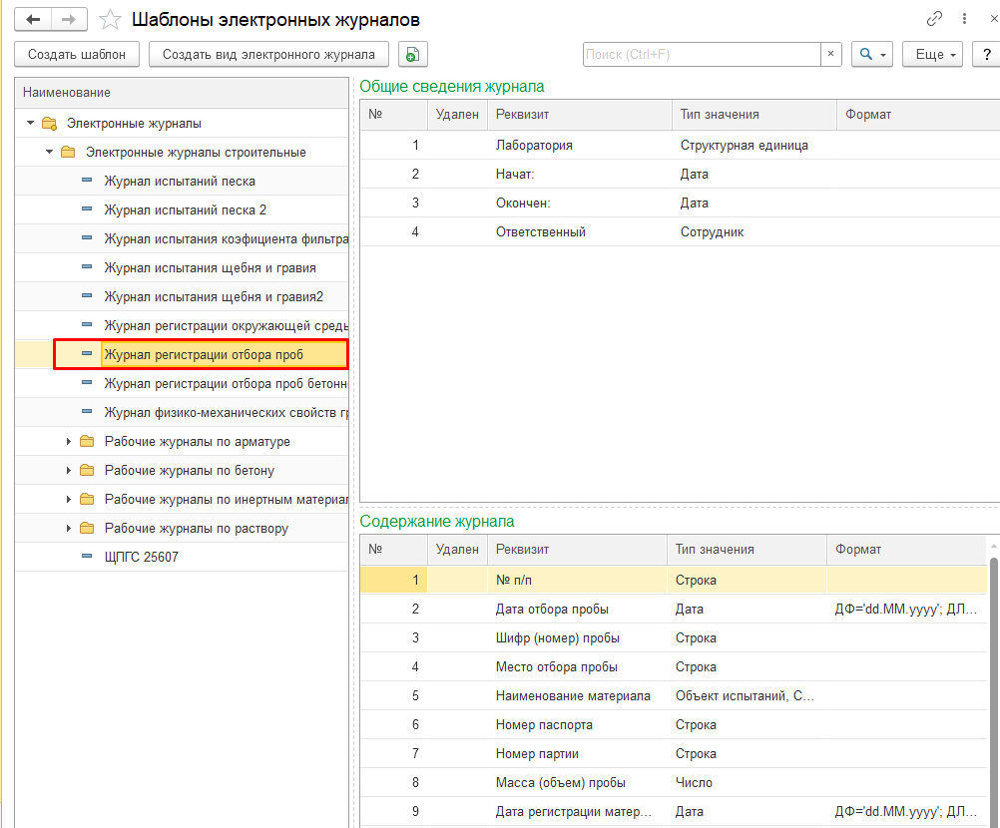 Шаблоны электронных журналов
Создать шаблон
Создать вид электронного журнала
Поиск (Ctrl+F)
×
Еще
?
Наименование
Электронные журналы
Электронные журналы строительные
Журнал испытаний песка
Журнал испытаний песка 2
Журнал испытания коэфициента фильтра
Журнал испытания щебня и гравия
Журнал испытания щебня и гравия2
Журнал регистрации окружающей среды
Журнал регистрации отбора проб
Журнал регистрации отбора проб бетонн
Журнал физико-механических свойств гр
Рабочие журналы по арматуре
Рабочие журналы по бетону
Рабочие журналы по инертным материал
Рабочие журналы по раствору
ЩПГС 25607
Общие сведения журнала
№ Удален Реквизит Тип значения Формат
1 Лаборатория Структурная единица
2 Начат: Дата
3 Окончен: Дата
4 Ответственный Сотрудник
Содержание журнала
№ Удален Реквизит Тип значения Формат
1 № п/п Строка
2 Дата отбора пробы Дата ДФ='dd.MM.yyyy'; ДЛ...
3 Шифр (номер) пробы Строка
4 Место отбора пробы Строка
5 Наименование материала Объект испытаний, С...
6 Номер паспорта Строка
7 Номер партии Строка
8 Масса (объем) пробы Число
9 Дата регистрации матер... Дата ДФ='dd.MM.yyyy'; ДЛ...